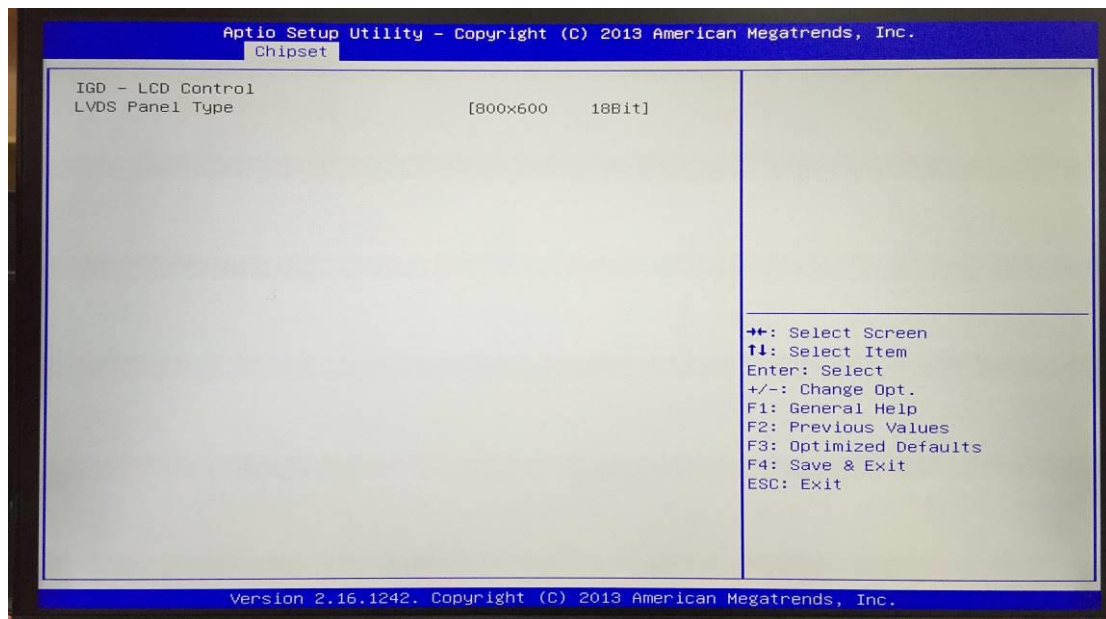 Aptio Setup Utility – Copyright (C) 2013 American Megatrends, Inc.
Chipset
IGD – LCD Control
LVDS Panel Type [800x600 18Bit]
→←: Select Screen
↑↓: Select Item
Enter: Select
+/-: Change Opt.
F1: General Help
F2: Previous Values
F3: Optimized Defaults
F4: Save & Exit
ESC: Exit
Version 2.16.1242. Copyright (C) 2013 American Megatrends, Inc.